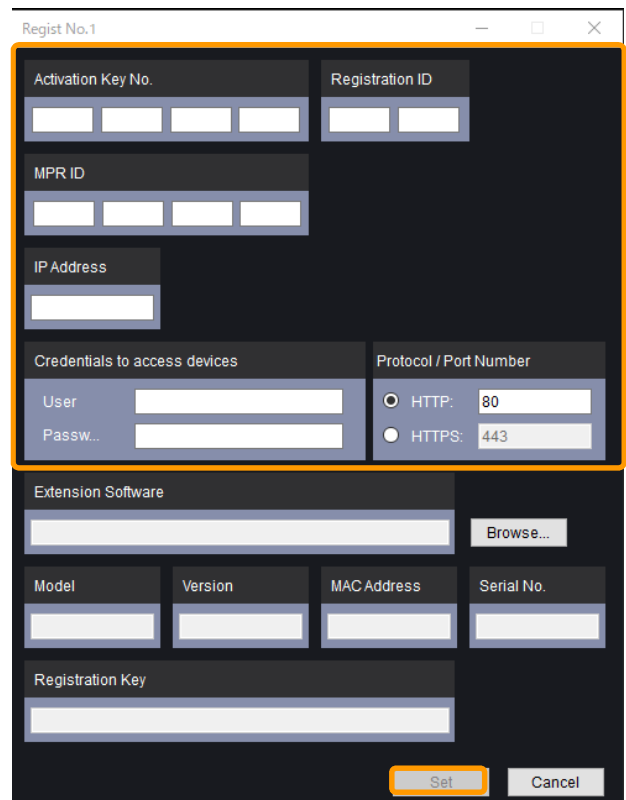 Regist No.1
Activation Key No. Registration ID
MPR ID
IP Address
Credentials to access devices Protocol / Port Number
User HTTP: 80
Passw... HTTPS: 443
Extension Software
Browse...
Model Version MAC Address Serial No.
Registration Key
Set Cancel